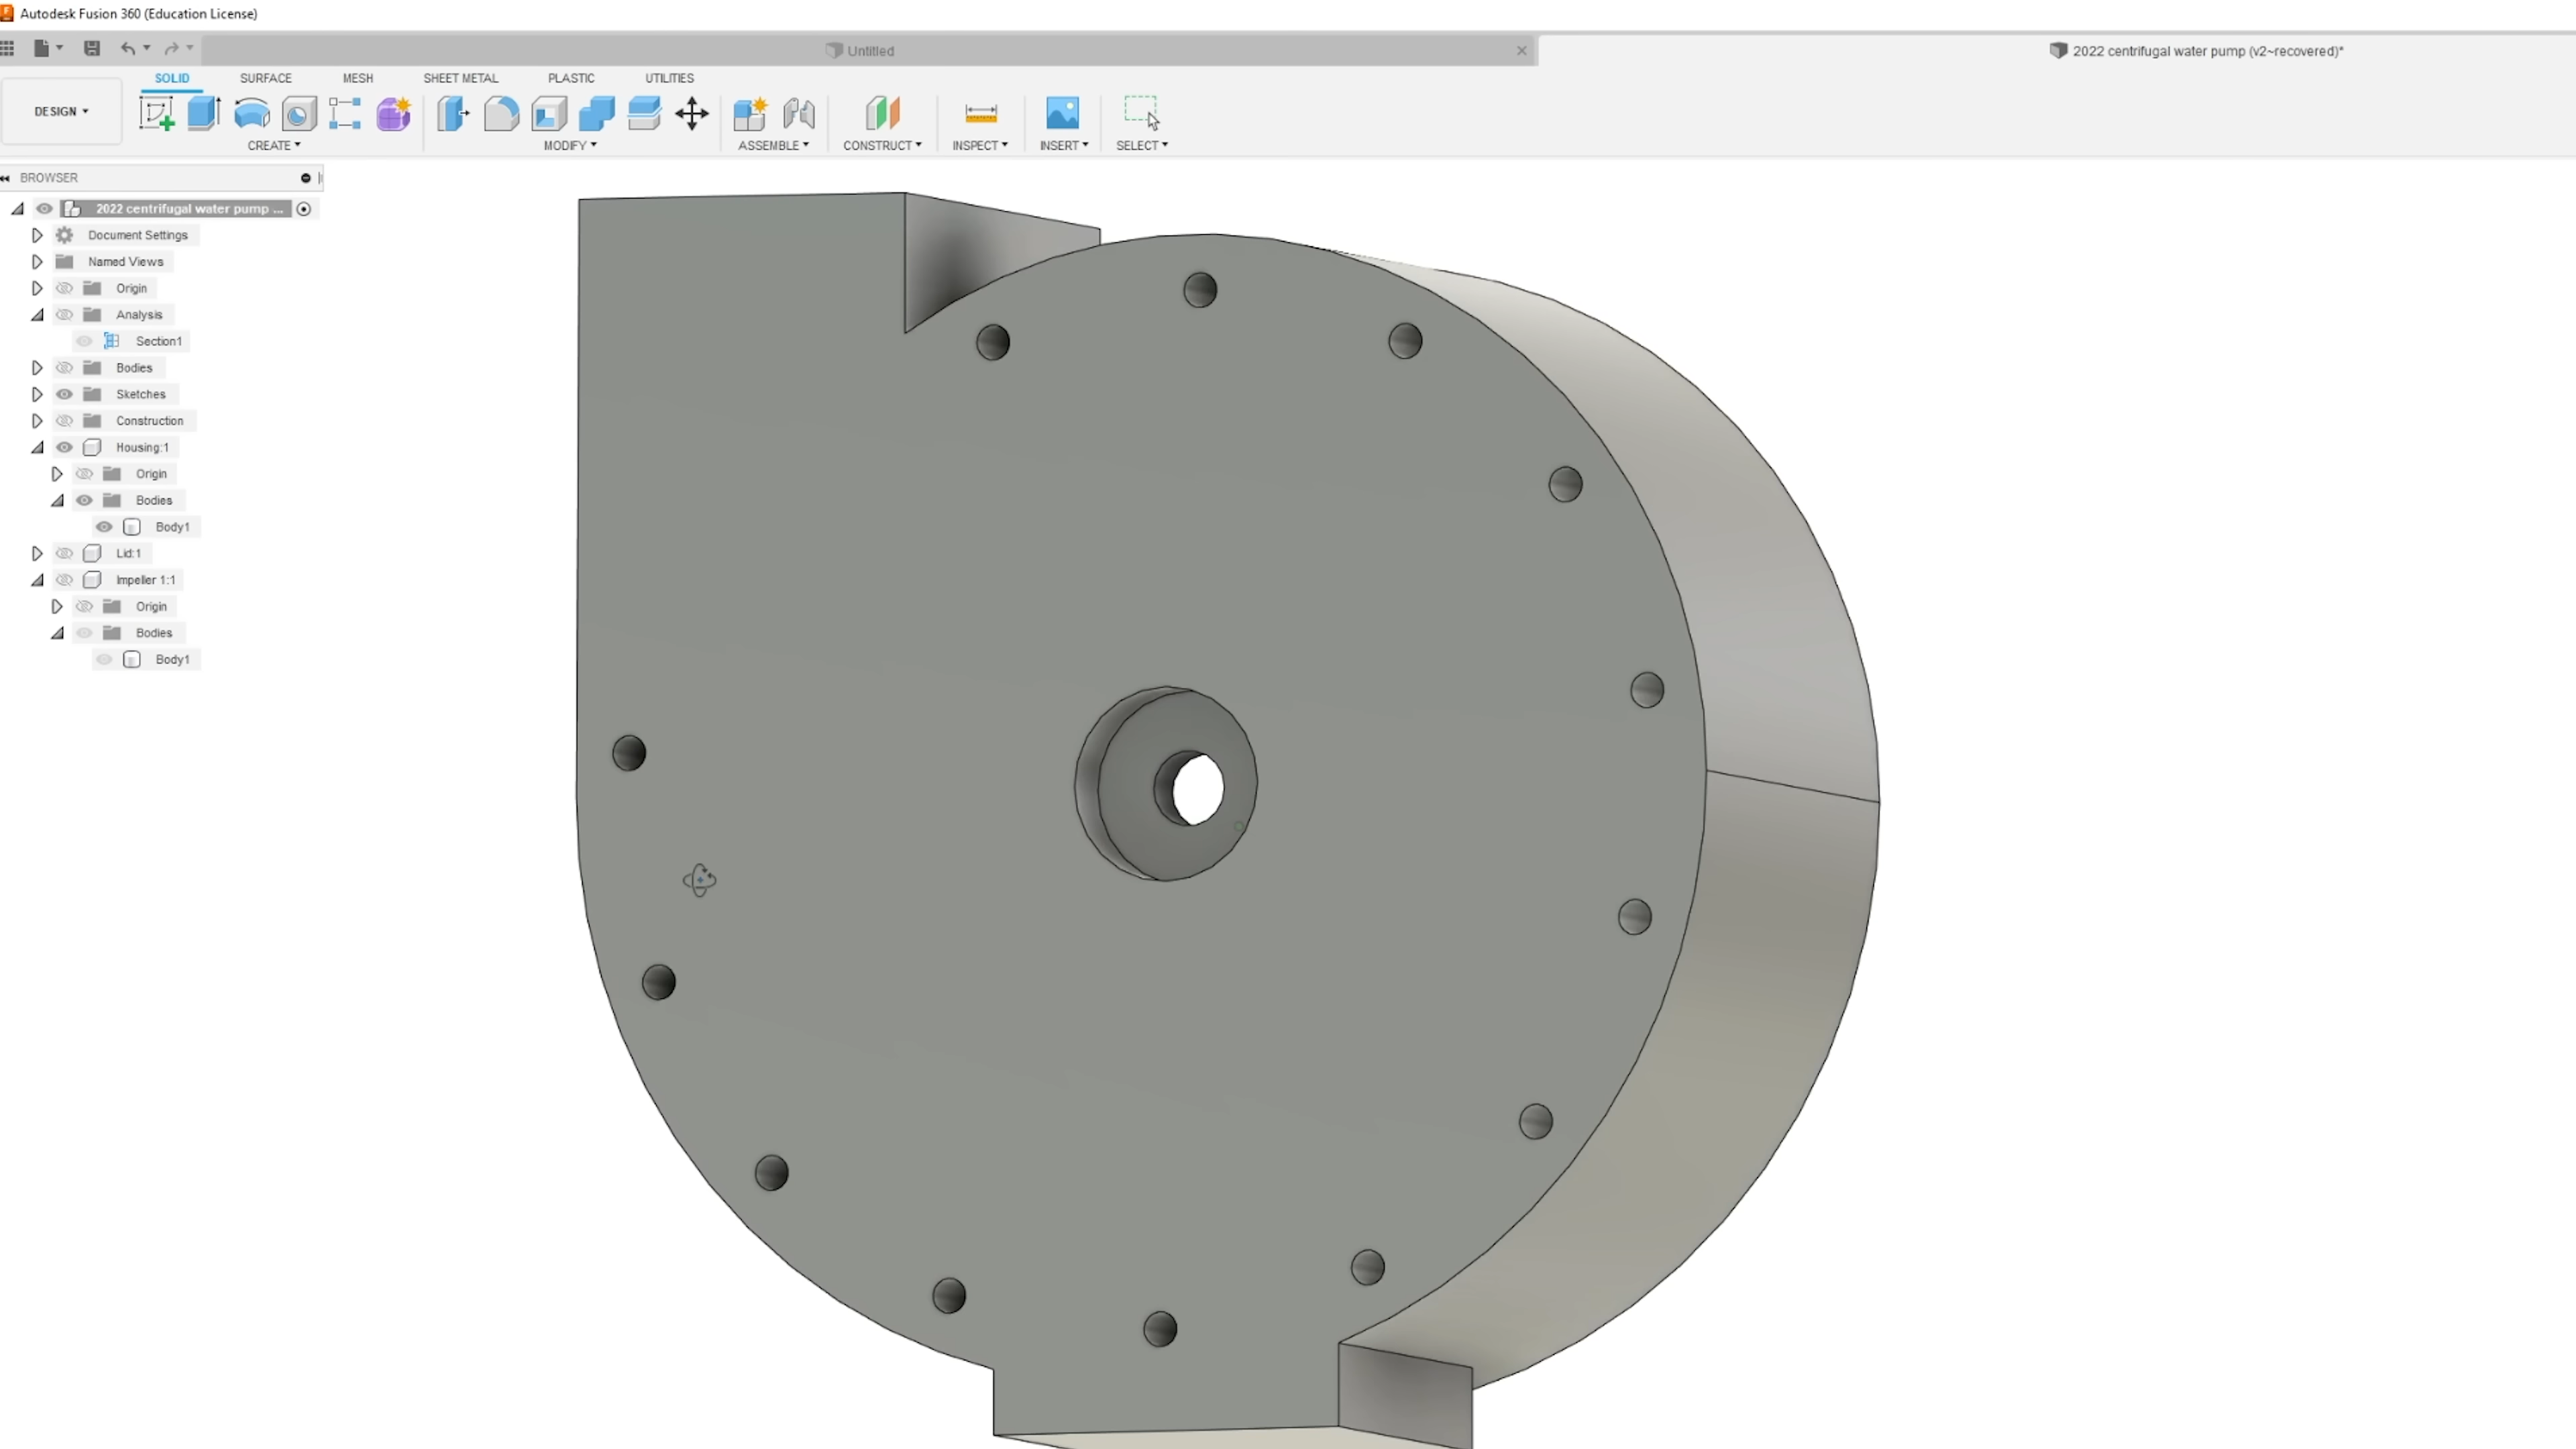 Autodesk Fusion 360 (Education License)
Untitled
2022 centrifugal water pump (v2~recovered)*
SOLID SURFACE MESH SHEET METAL PLASTIC UTILITIES
DESIGN
CREATE MODIFY ASSEMBLE CONSTRUCT INSPECT INSERT SELECT
BROWSER
2022 centrifugal water pump ...
Document Settings
Named Views
Origin
Analysis
Section1
Bodies
Sketches
Construction
Housing:1
Origin
Bodies
Body1
Lid:1
Impeller 1:1
Origin
Bodies
Body1